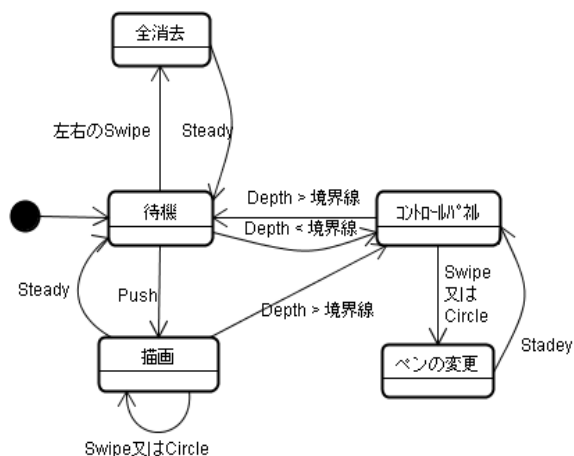 全消去
左右のSwipe
Steady
待機
Depth > 境界線
Depth < 境界線
コントロールパネル
Steady
Push
Depth > 境界線
Swipe
又は
Circle
Stadey
描画
ペンの変更
Swipe又はCircle